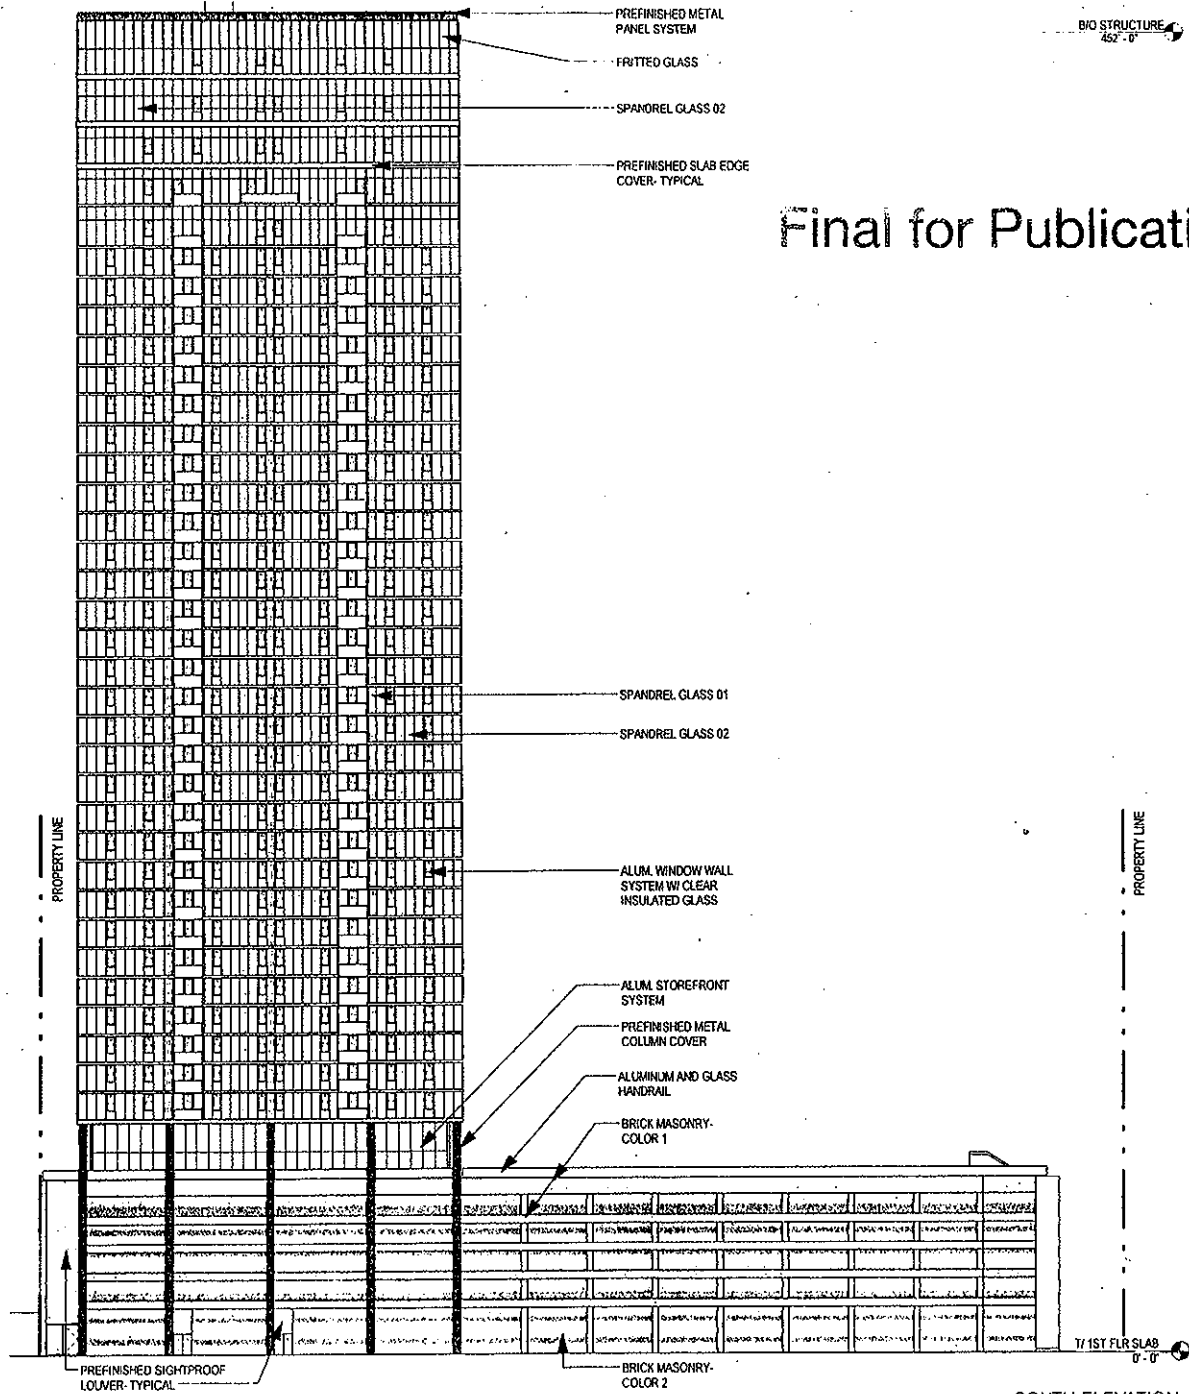 PREFINISHED METAL
PANEL SYSTEM
B/O STRUCTURE
452'-0"
FRITTED GLASS
SPANDREL GLASS 02
PREFINISHED SLAB EDGE
COVER- TYPICAL
Final for Publicati
SPANDREL GLASS 01
SPANDREL GLASS 02
PROPERTY LINE
PROPERTY LINE
ALUM. WINDOW WALL
SYSTEM W/ CLEAR
INSULATED GLASS
ALUM. STOREFRONT
SYSTEM
PREFINISHED METAL
COLUMN COVER
ALUMINUM AND GLASS
HANDRAIL
BRICK MASONRY-
COLOR 1
T/ 1ST FLR SLAB
0'-0"
PREFINISHED SIGHTPROOF
LOUVER- TYPICAL
BRICK MASONRY-
COLOR 2
SOUTH ELEVATION